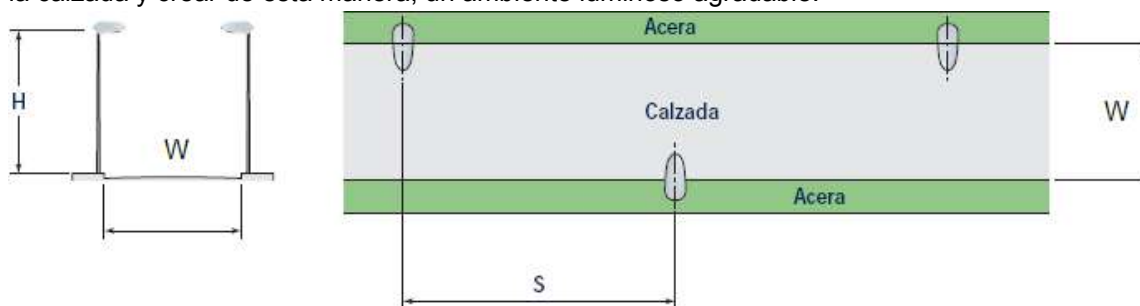 la calzada y crear de esta manera, un ambiente luminoso agradable.
Acera
H
W
Calzada
W
Acera
S